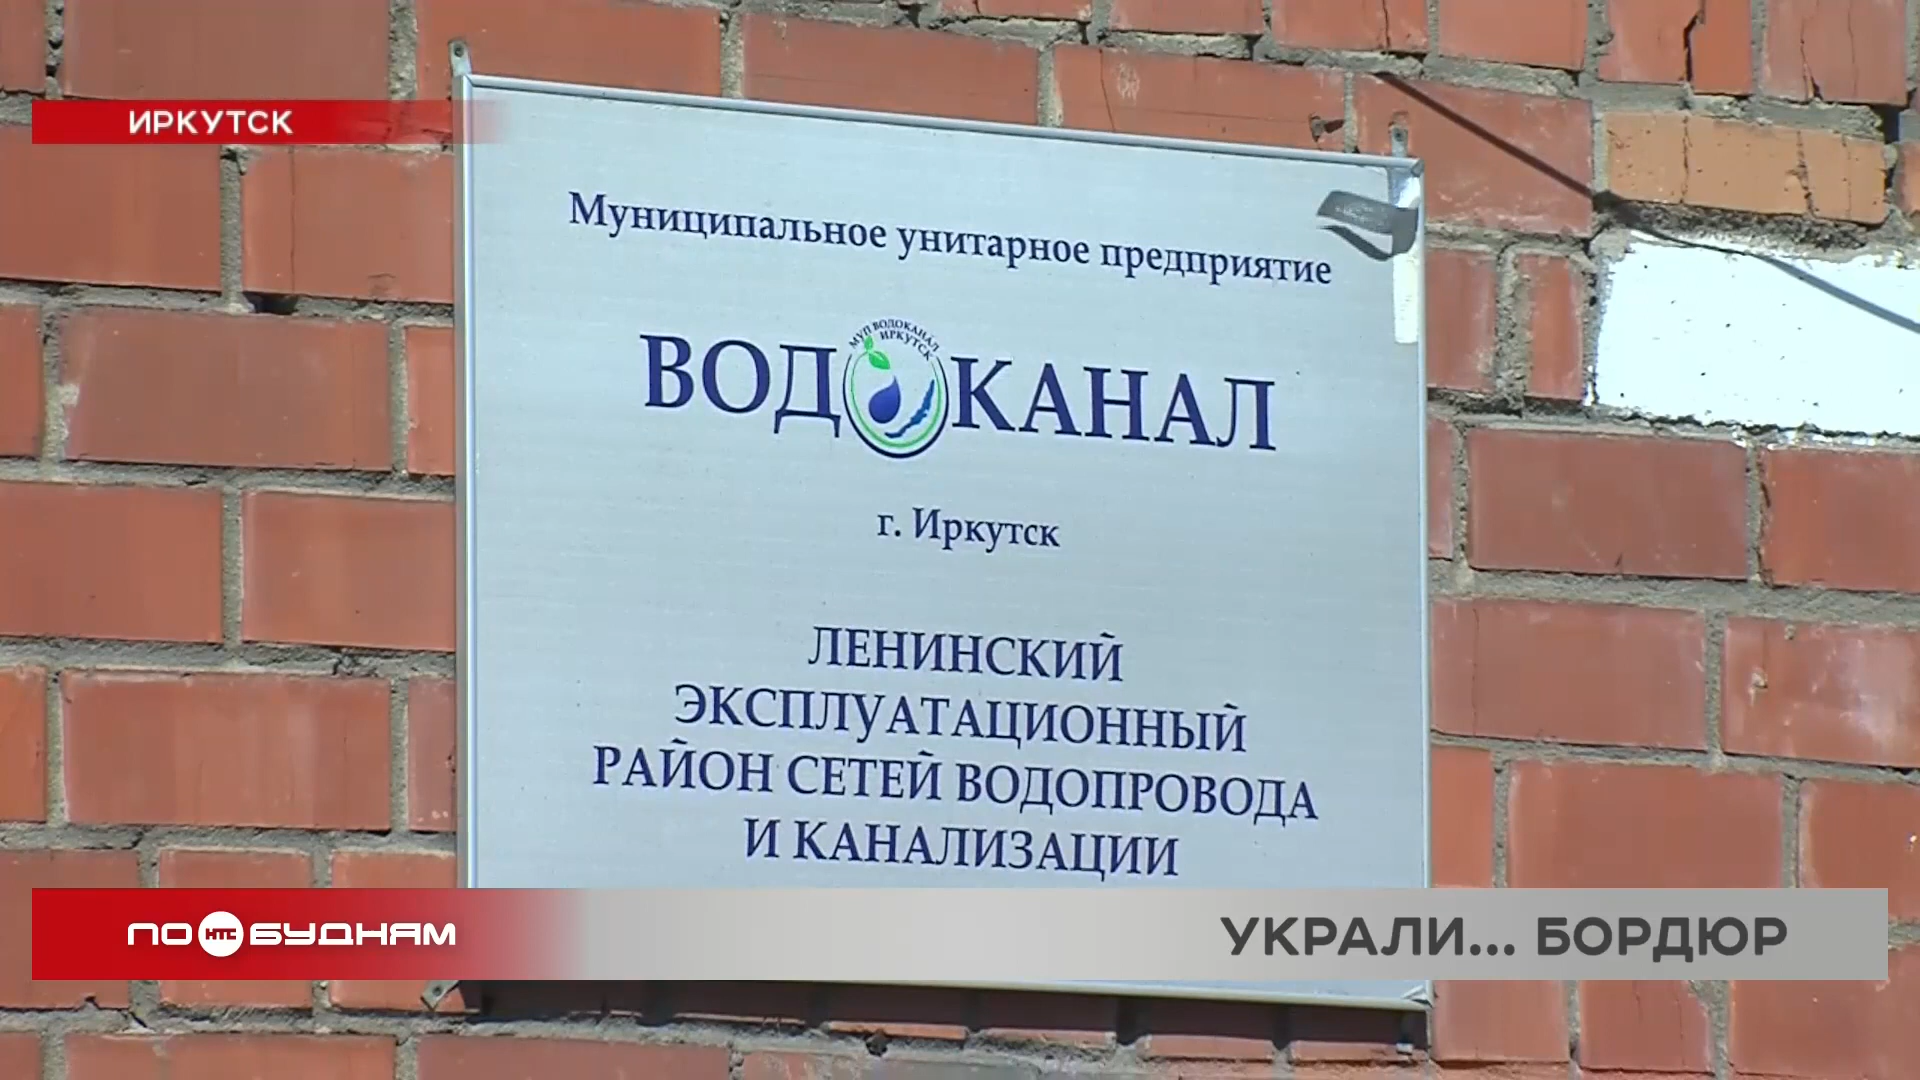 ИРКУТСК
Муниципальное унитарное предприятие
МУП ВОДОКАНАЛ
ИРКУТСК
ВОДОКАНАЛ
г. Иркутск
ЛЕНИНСКИЙ
ЭКСПЛУАТАЦИОННЫЙ
РАЙОН СЕТЕЙ ВОДОПРОВОДА
И КАНАЛИЗАЦИИ
ПО НТС БУДНЯМ
УКРАЛИ... БОРДЮР